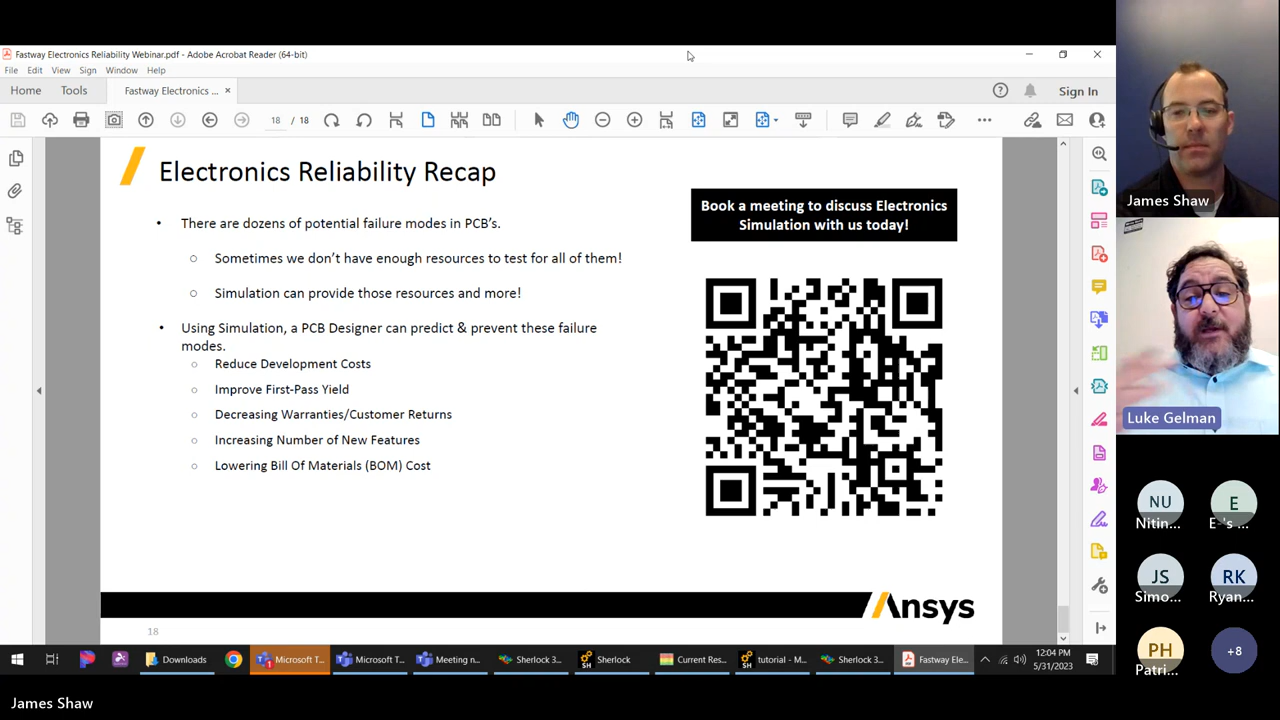 Fastway Electronics Reliability Webinar.pdf - Adobe Acrobat Reader (64-bit)
File Edit View Sign Window Help
Home Tools Fastway Electronics ... ×
Sign In
18 / 18
Electronics Reliability Recap
• There are dozens of potential failure modes in PCB's.
○ Sometimes we don't have enough resources to test for all of them!
○ Simulation can provide those resources and more!
• Using Simulation, a PCB Designer can predict & prevent these failure
modes.
○ Reduce Development Costs
○ Improve First-Pass Yield
○ Decreasing Warranties/Customer Returns
○ Increasing Number of New Features
○ Lowering Bill Of Materials (BOM) Cost
Book a meeting to discuss Electronics
Simulation with us today!
Ansys
18
James Shaw
Luke Gelman
NU
Nitin...
E
E-'s ...
JS
Simo...
RK
Ryan...
PH
Patri...
+8
Downloads
Microsoft T...
Microsoft T...
Meeting n...
Sherlock 3...
Sherlock
Current Res...
tutorial - M...
Sherlock 3...
Fastway Ele...
12:04 PM
5/31/2023
James Shaw